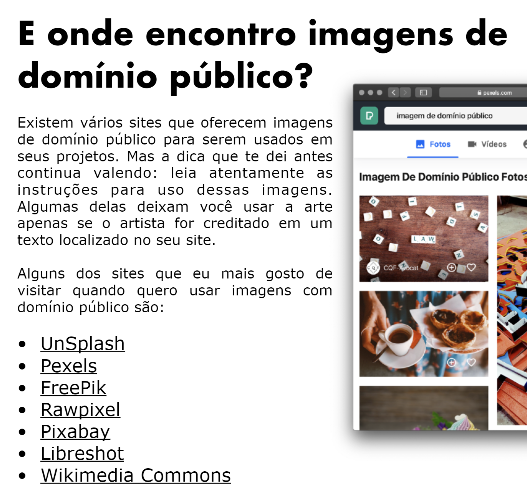 E onde encontro imagens de
domínio público?
Existem vários sites que oferecem imagens
de domínio público para serem usados em
seus projetos. Mas a dica que te dei antes
continua valendo: leia atentamente as
instruções para uso dessas imagens.
Algumas delas deixam você usar a arte
apenas se o artista for creditado em um
texto localizado no seu site.
Alguns dos sites que eu mais gosto de
visitar quando quero usar imagens com
domínio público são:
• UnSplash
• Pexels
• FreePik
• Rawpixel
• Pixabay
• Libreshot
• Wikimedia Commons
pexels.com
imagem de domínio público
Fotos Vídeos
Imagem De Domínio Público Fotos
LAW